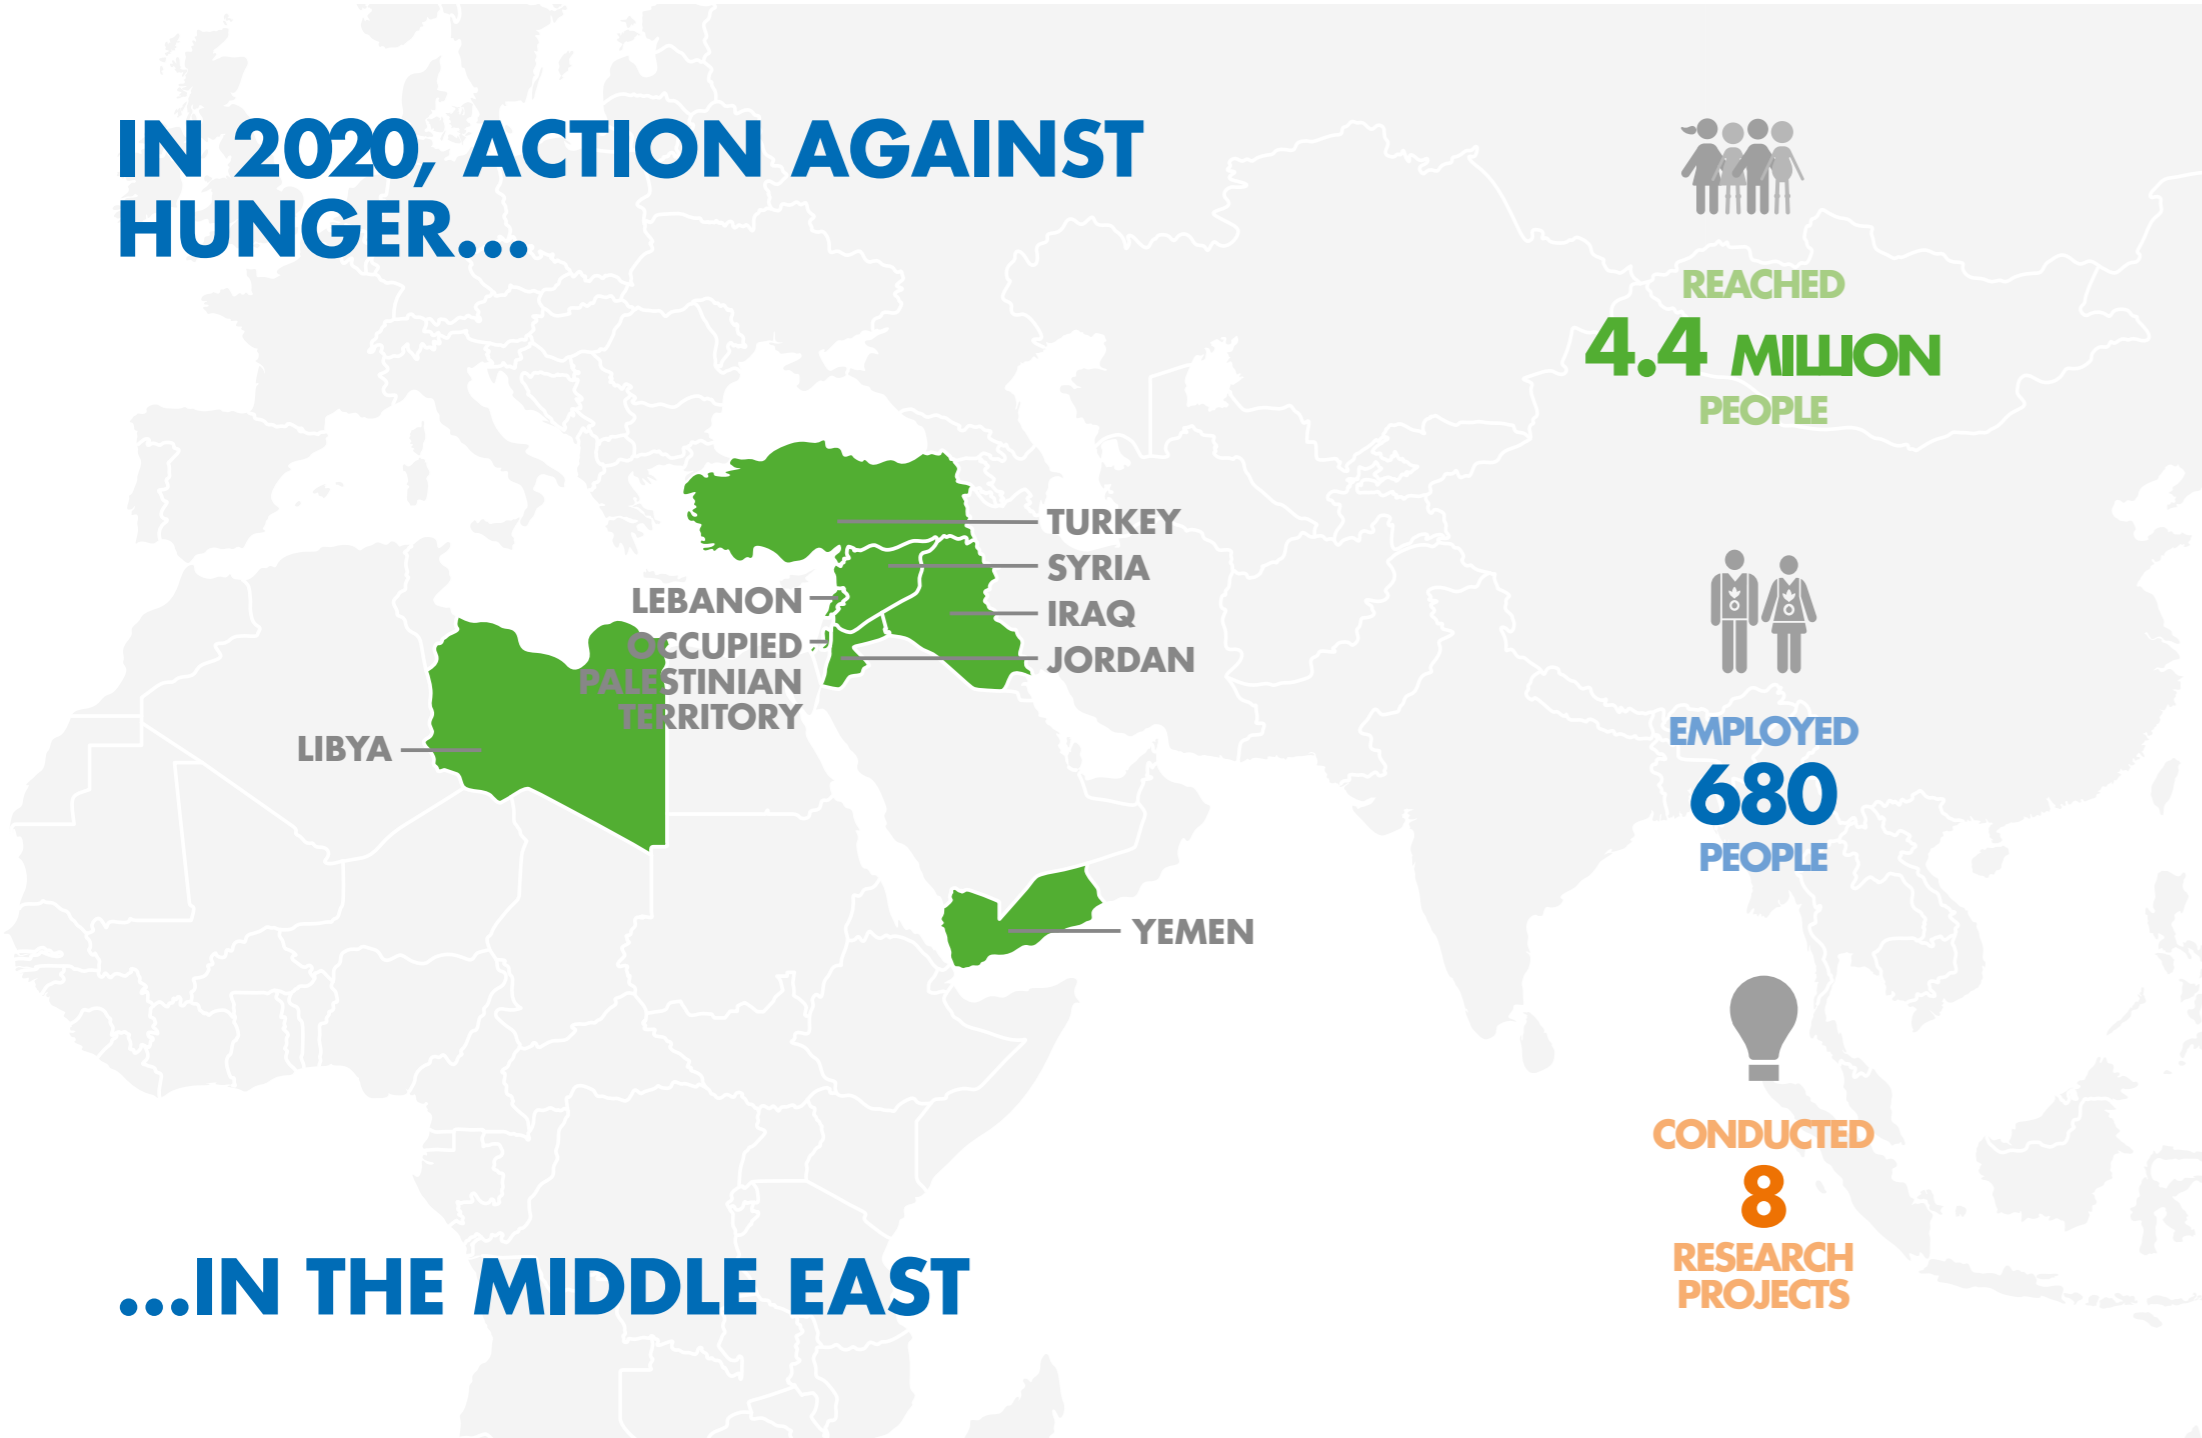 IN 2020, ACTION AGAINST
HUNGER...
REACHED
4.4 MILLION
PEOPLE
TURKEY
SYRIA
LEBANON
IRAQ
OCCUPIED
PALESTINIAN
TERRITORY
JORDAN
LIBYA
EMPLOYED
680
PEOPLE
YEMEN
CONDUCTED
8
RESEARCH
PROJECTS
...IN THE MIDDLE EAST